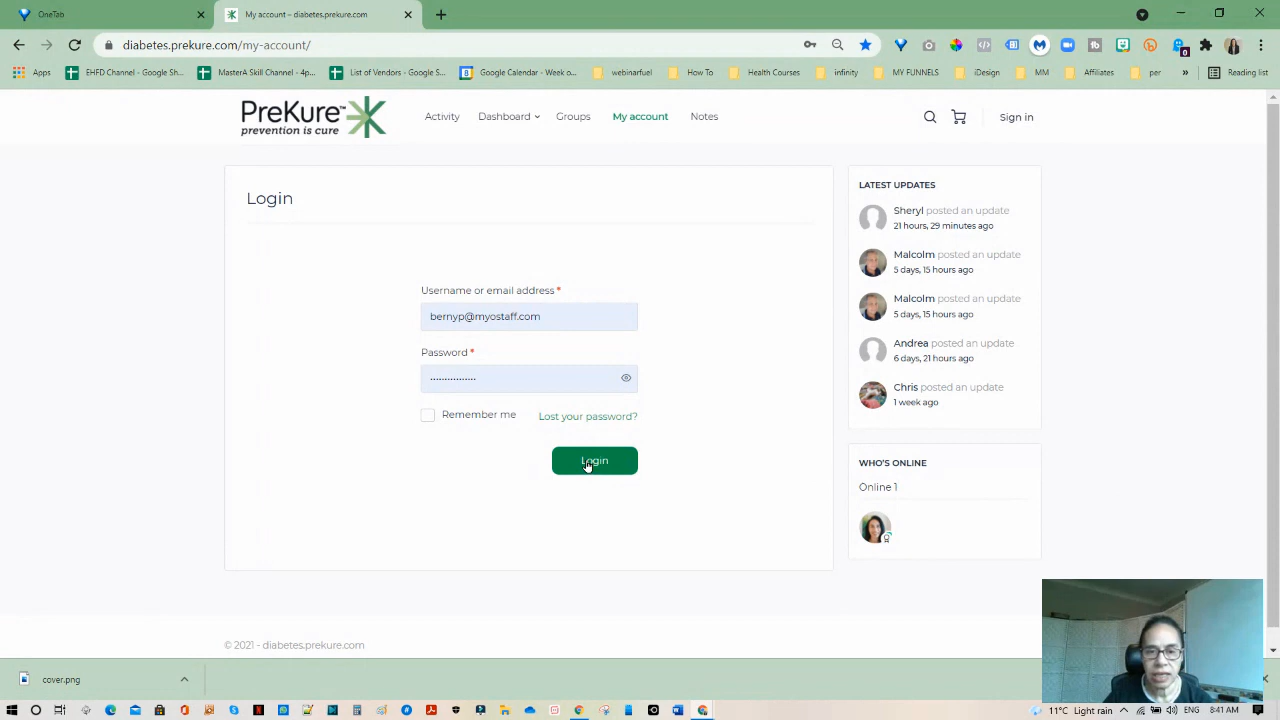 OneTab
My account – diabetes.prekure.com
diabetes.prekure.com/my-account/
Apps
EHED Channel - Google Sh...
MasterA Skill Channel - 4p...
List of Vendors - Google S...
Google Calendar - Week o...
webinarfuel
How To
Health Courses
infinity
MY FUNNELS
iDesign
MM
Affiliates
per
»
Reading list
PreKure™
prevention is cure
Activity
Dashboard
Groups
My account
Notes
Sign in
Login
Username or email address *
bernyp@myostaff.com
Password *
Remember me
Lost your password?
Login
LATEST UPDATES
Sheryl posted an update
21 hours, 29 minutes ago
Malcolm posted an update
5 days, 15 hours ago
Malcolm posted an update
5 days, 15 hours ago
Andrea posted an update
6 days, 21 hours ago
Chris posted an update
1 week ago
WHO'S ONLINE
Online 1
© 2021 - diabetes.prekure.com
cover.png
11°C Light rain
ENG
8:41 AM